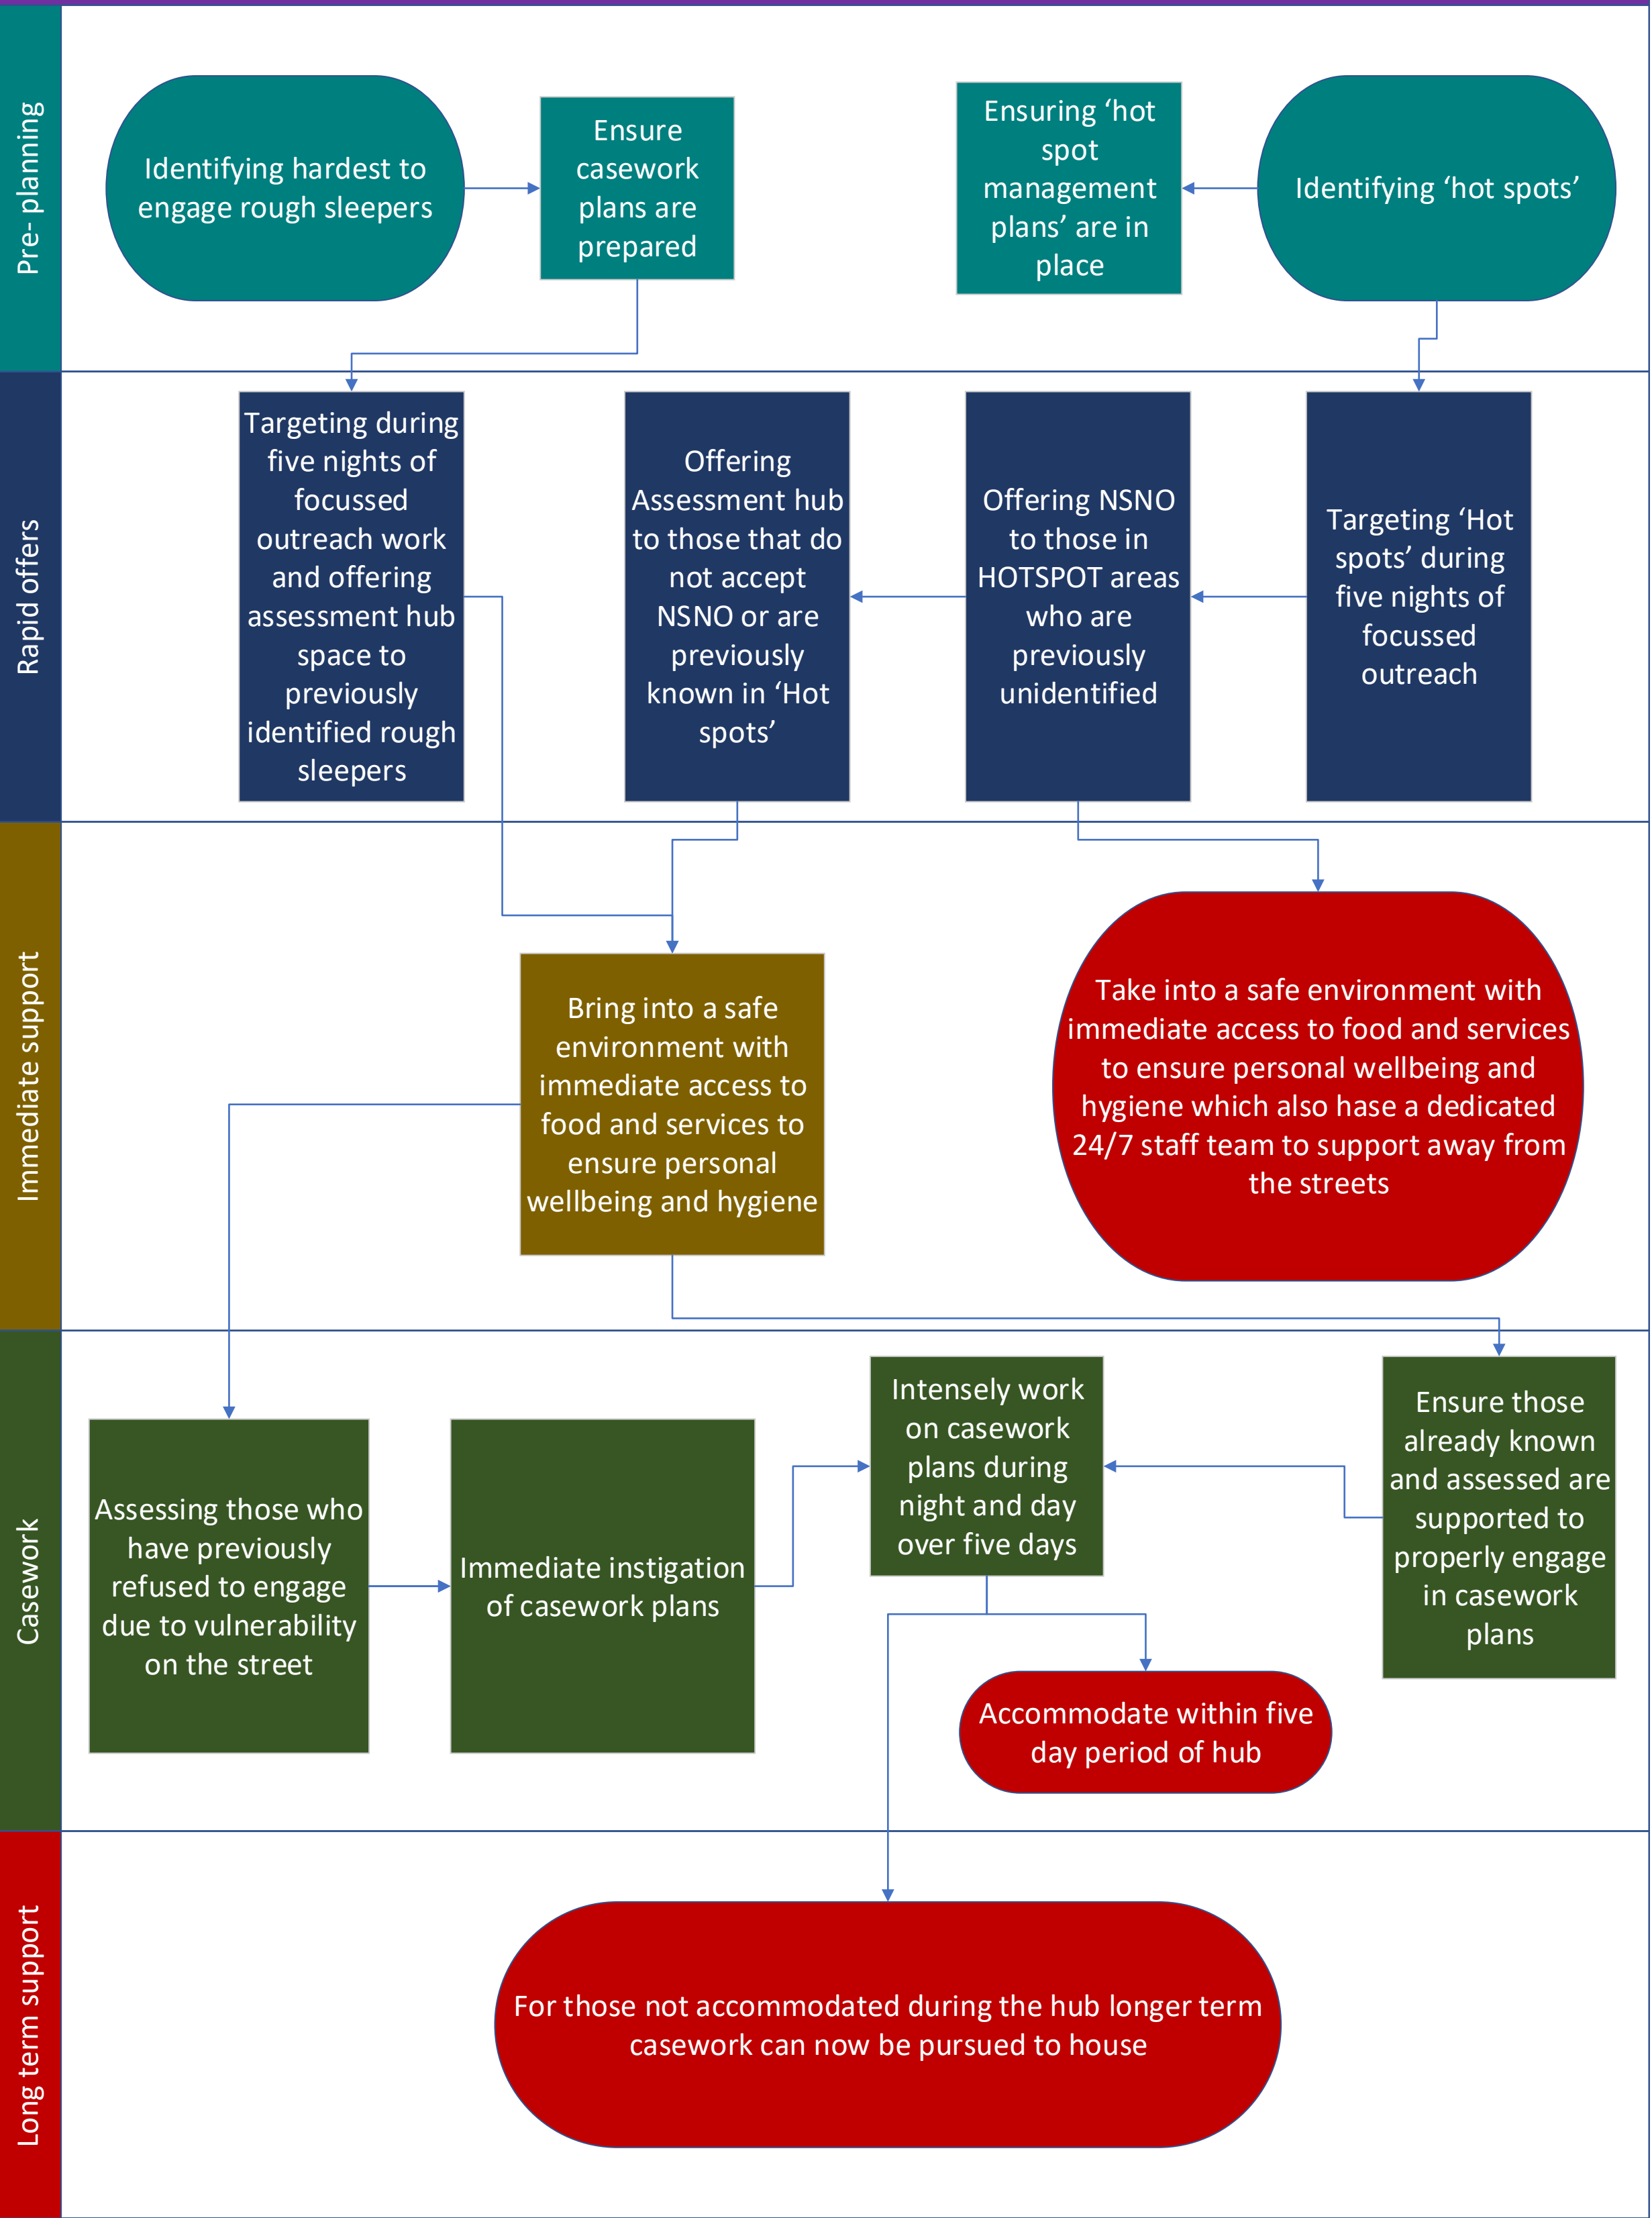 Pre- planning
Identifying hardest to
engage rough sleepers
Ensure
casework
plans are
prepared
Ensuring ‘hot
spot
management
plans’ are in
place
Identifying ‘hot spots’
Rapid offers
Targeting during
five nights of
focussed
outreach work
and offering
assessment hub
space to
previously
identified rough
sleepers
Offering
Assessment hub
to those that do
not accept
NSNO or are
previously
known in ‘Hot
spots’
Offering NSNO
to those in
HOTSPOT areas
who are
previously
unidentified
Targeting ‘Hot
spots’ during
five nights of
focussed
outreach
Immediate support
Bring into a safe
environment with
immediate access to
food and services to
ensure personal
wellbeing and hygiene
Take into a safe environment with
immediate access to food and services
to ensure personal wellbeing and
hygiene which also hase a dedicated
24/7 staff team to support away from
the streets
Casework
Assessing those who
have previously
refused to engage
due to vulnerability
on the street
Immediate instigation
of casework plans
Intensely work
on casework
plans during
night and day
over five days
Ensure those
already known
and assessed are
supported to
properly engage
in casework
plans
Accommodate within five
day period of hub
Long term support
For those not accommodated during the hub longer term
casework can now be pursued to house